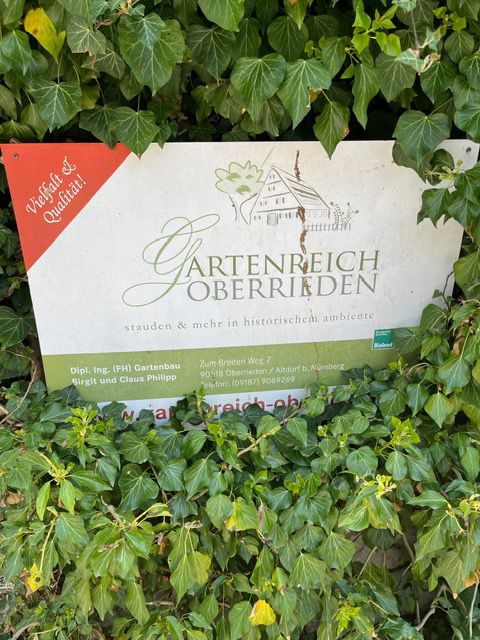 Vielfalt &
Qualität!
GARTENREICH
OBERRIEDEN
stauden & mehr in historischem ambiente
Bioland
Dipl. Ing. (FH) Gartenbau
Birgit und Claus Philipp
Zum Breiten Weg 7
90518 Oberrieden / Altdorf b. Nürnberg
Telefon: (09187) 9089269